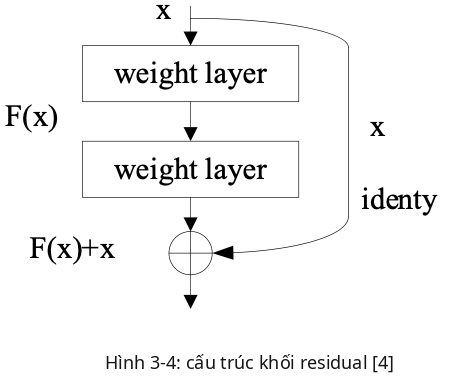 x
weight layer
F(x)
x
weight layer
identy
F(x)+x
Hình 3-4: cấu trúc khối residual [4]